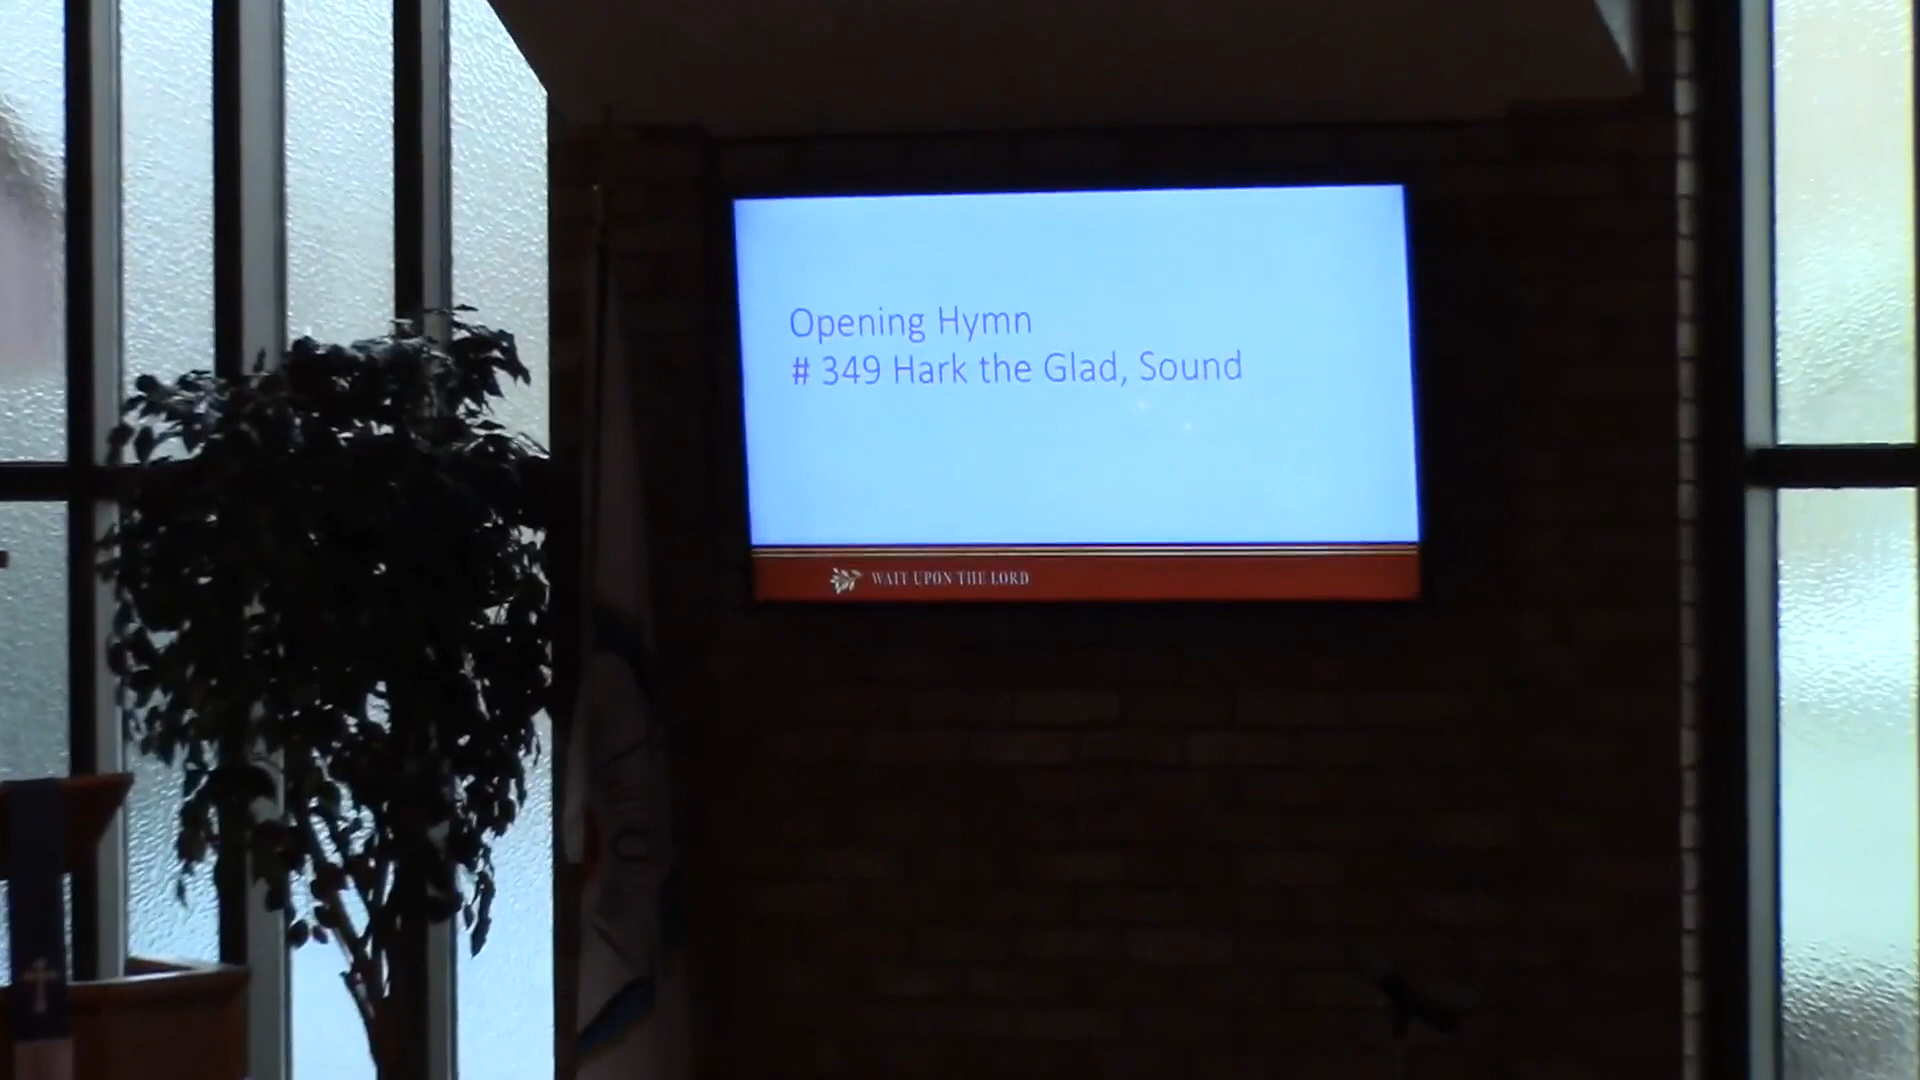 Opening Hymn
# 349 Hark the Glad, Sound
WAIT UPON THE LORD